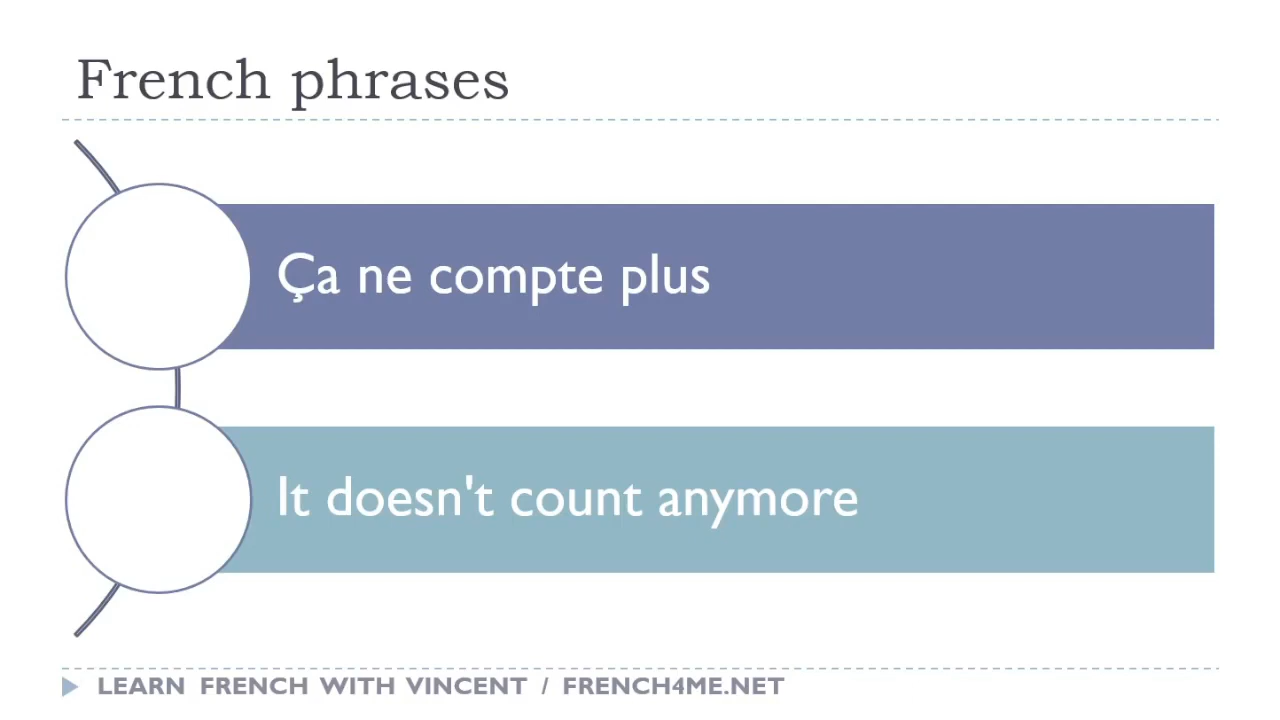 French phrases
Ça ne compte plus
It doesn't count anymore
LEARN FRENCH WITH VINCENT / FRENCH4ME.NET